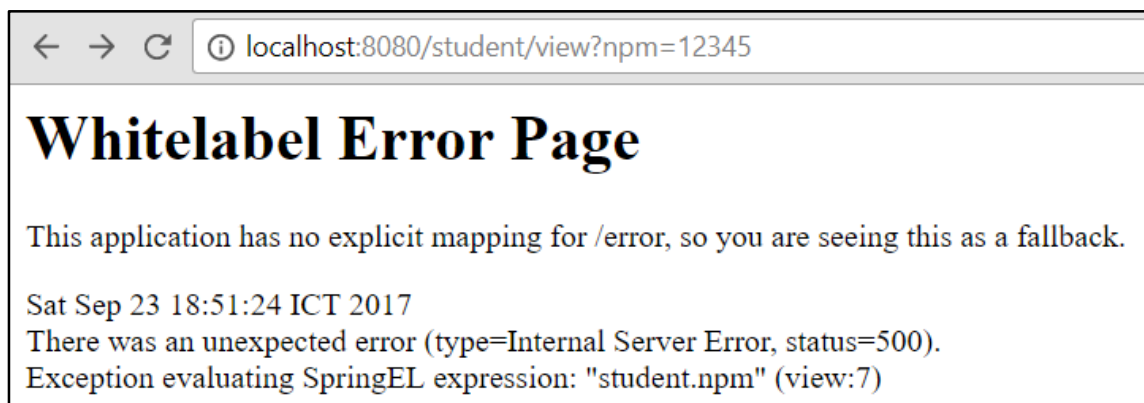 localhost:8080/student/view?npm=12345
Whitelabel Error Page
This application has no explicit mapping for /error, so you are seeing this as a fallback.
Sat Sep 23 18:51:24 ICT 2017
There was an unexpected error (type=Internal Server Error, status=500).
Exception evaluating SpringEL expression: "student.npm" (view:7)